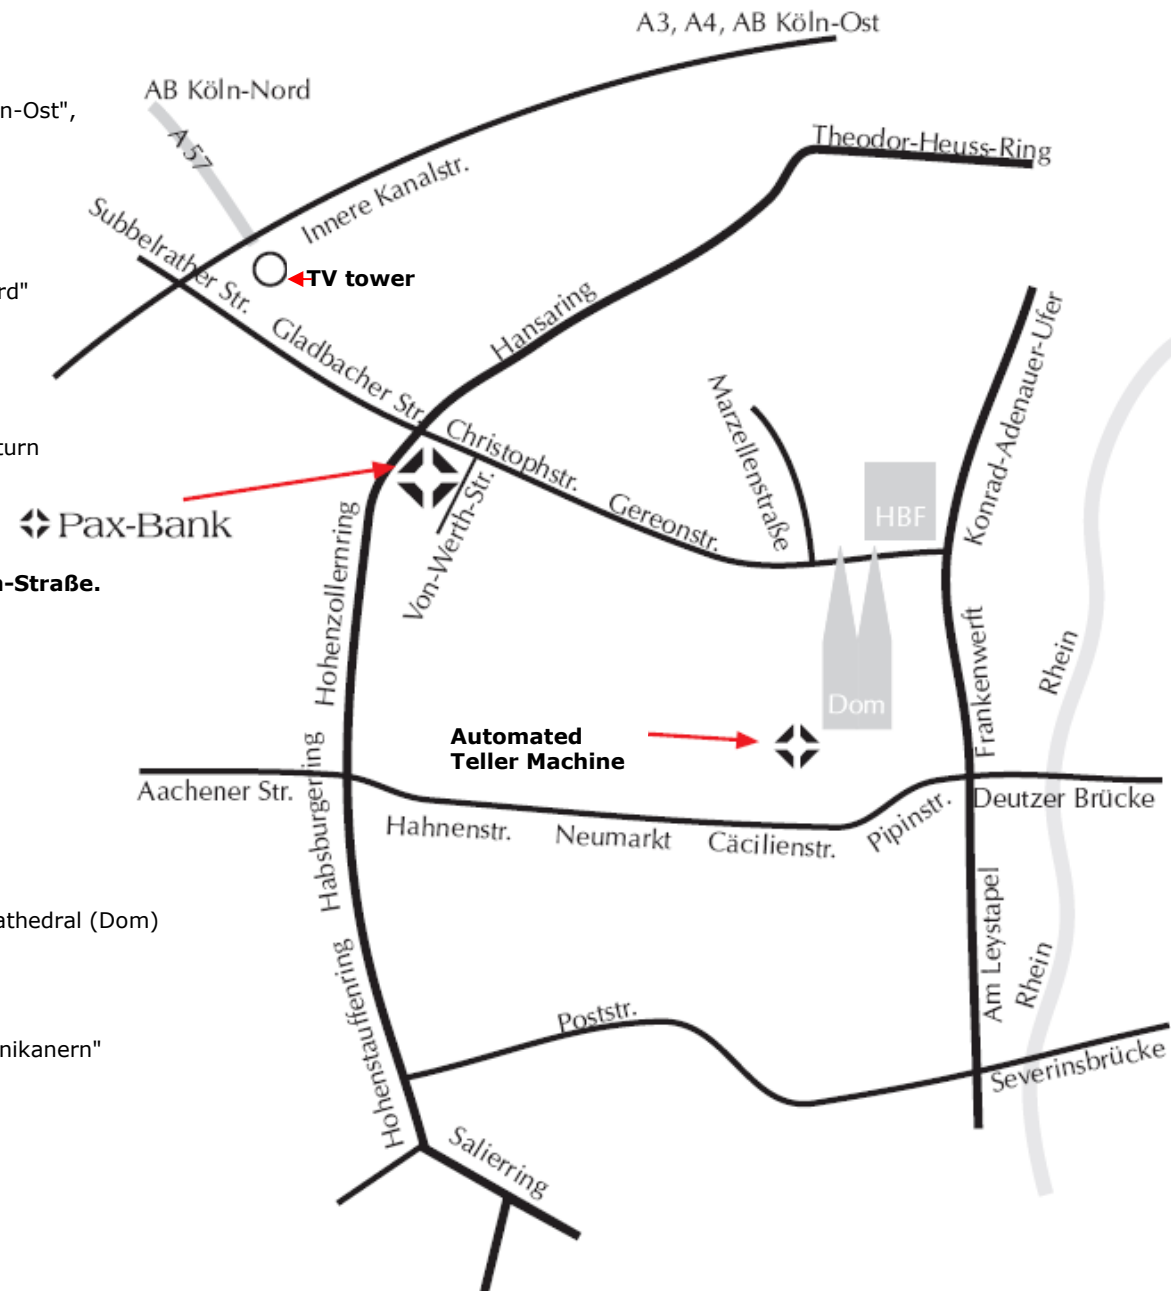 A3, A4, AB Köln-Ost
AB Köln-Nord
n-Ost",
A 57
Theodor-Heuss-Ring
Innere Kanalstr.
Subbelrather Str.
TV tower
rd"
Hansaring
Konrad-Adenauer-Ufer
Gladbacher Str.
Marzellenstraße
turn
Christophstr.
Gereonstr.
HBF
Pax-Bank
Von-Werth-Str.
n-Straße.
Hohenzollernring
Rhein
Frankenwerft
Dom
Automated
Teller Machine
Habsburgerring
Aachener Str.
Deutzer Brücke
Hahnenstr.
Neumarkt
Cäcilienstr.
Pipinstr.
athedral (Dom)
Am Leystapel
Rhein
Hohenstauffenring
Poststr.
nikanern"
Severinsbrücke
Salierring